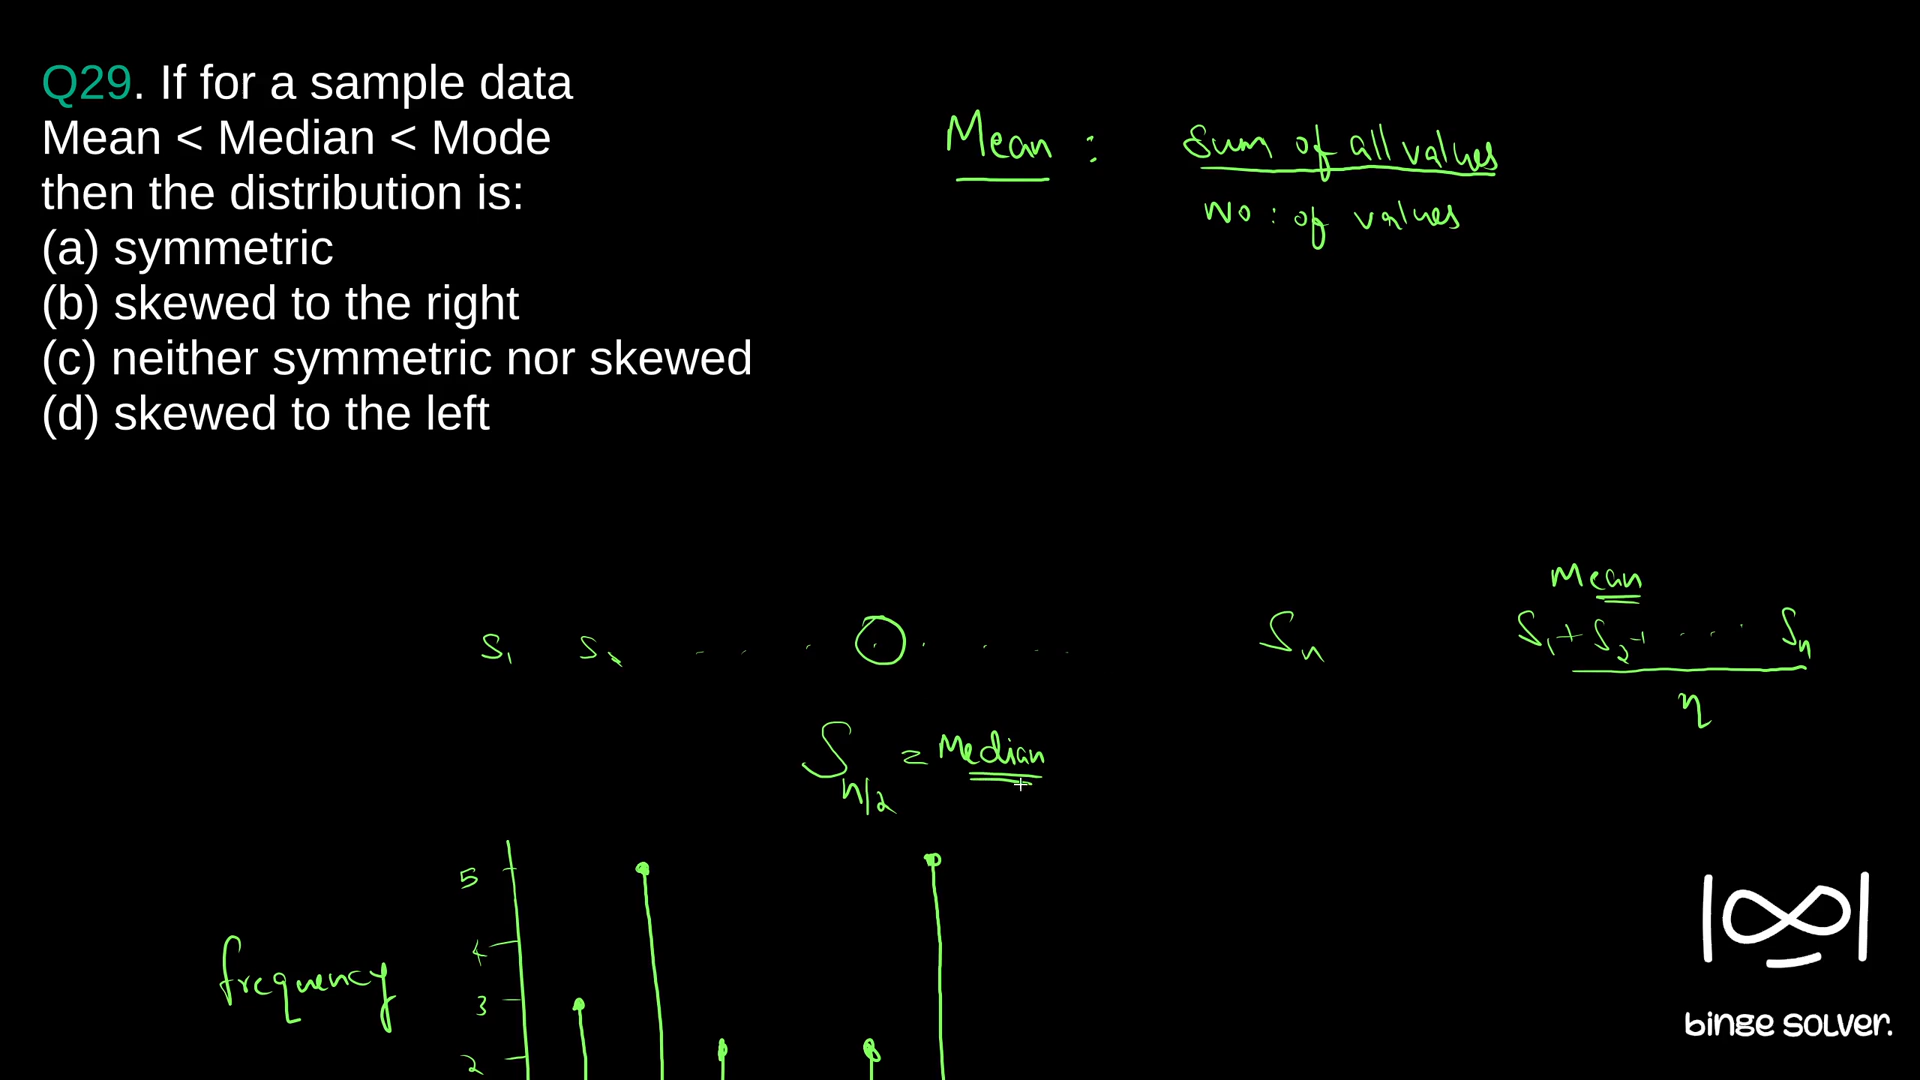 Q29. If for a sample data
Mean < Median < Mode
then the distribution is:
(a) symmetric
(b) skewed to the right
(c) neither symmetric nor skewed
(d) skewed to the left
Mean : Sum of all values
No: of values
Mean
S1 S2 . . . . . . . . Sn
S1+S2+ ... Sn
n
Sn/2 = Median
5
4
frequency
3
2
binge solver.